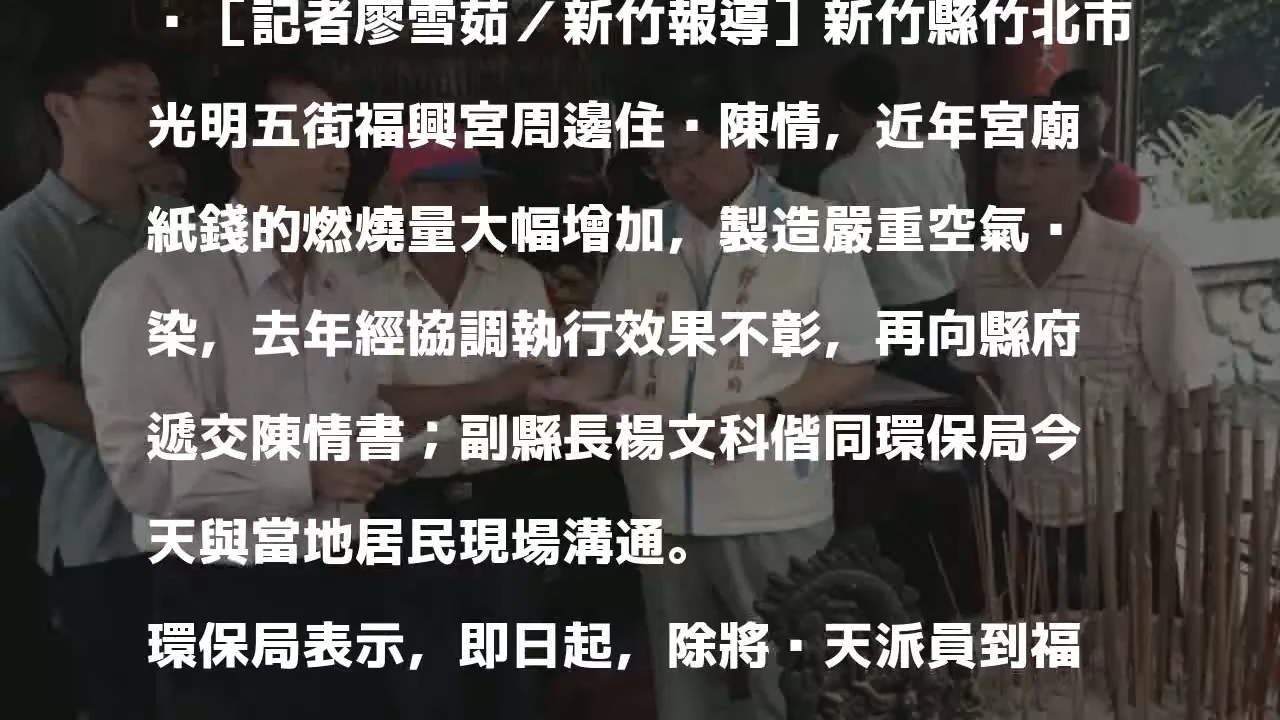 ▪［記者廖雪茹／新竹報導］新竹縣竹北市
光明五街福興宮周邊住▪陳情，近年宮廟
紙錢的燃燒量大幅增加，製造嚴重空氣▪
染，去年經協調執行效果不彰，再向縣府
遞交陳情書；副縣長楊文科偕同環保局今
天與當地居民現場溝通。
環保局表示，即日起，除將▪天派員到福